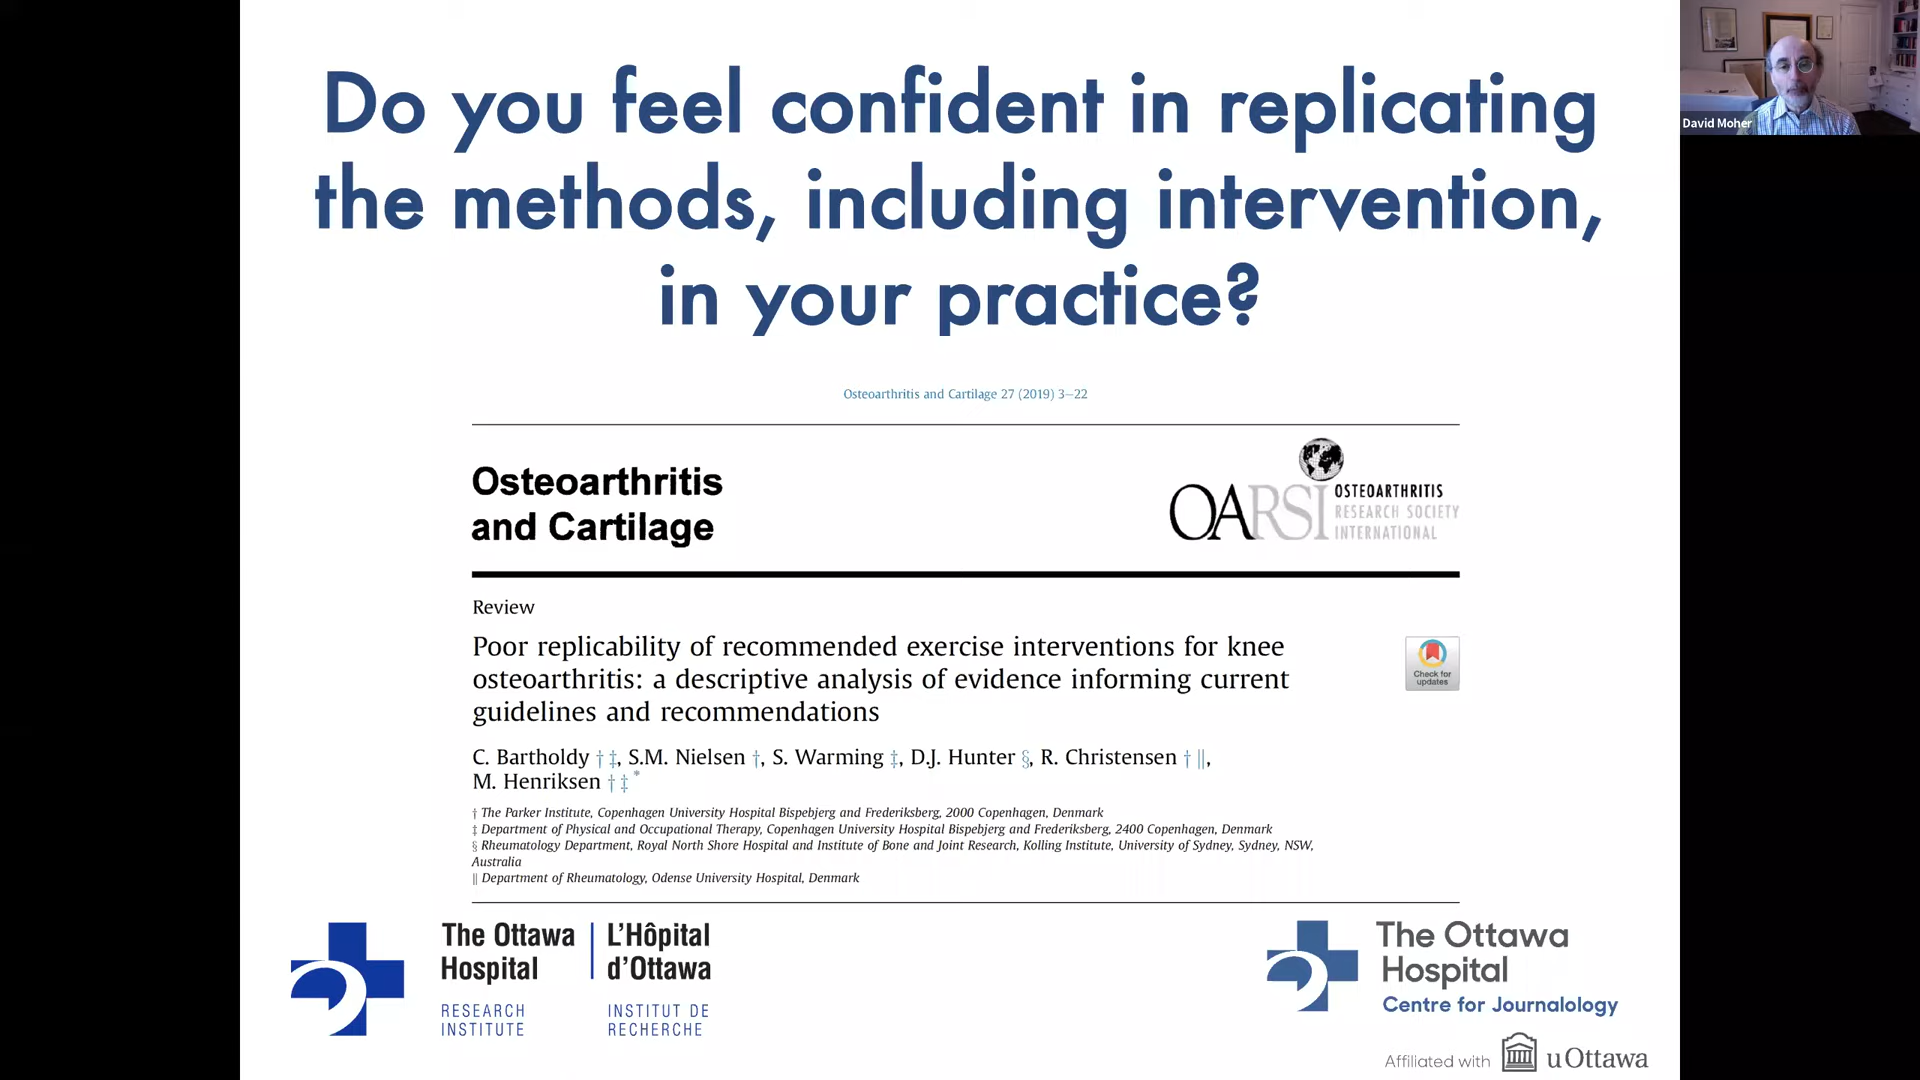 Do you feel confident in replicating
the methods, including intervention,
in your practice?
David Moher
Osteoarthritis and Cartilage 27 (2019) 3–22
Osteoarthritis
and Cartilage
OARSI
OSTEOARTHRITIS
RESEARCH SOCIETY
INTERNATIONAL
Review
Poor replicability of recommended exercise interventions for knee
osteoarthritis: a descriptive analysis of evidence informing current
guidelines and recommendations
Check for
updates
C. Bartholdy † ‡, S.M. Nielsen †, S. Warming ‡, D.J. Hunter §, R. Christensen † ||,
M. Henriksen † ‡ *
† The Parker Institute, Copenhagen University Hospital Bispebjerg and Frederiksberg, 2000 Copenhagen, Denmark
‡ Department of Physical and Occupational Therapy, Copenhagen University Hospital Bispebjerg and Frederiksberg, 2400 Copenhagen, Denmark
§ Rheumatology Department, Royal North Shore Hospital and Institute of Bone and Joint Research, Kolling Institute, University of Sydney, Sydney, NSW,
Australia
|| Department of Rheumatology, Odense University Hospital, Denmark
The Ottawa
Hospital
RESEARCH
INSTITUTE
L'Hôpital
d'Ottawa
INSTITUT DE
RECHERCHE
The Ottawa
Hospital
Centre for Journalology
Affiliated with
uOttawa